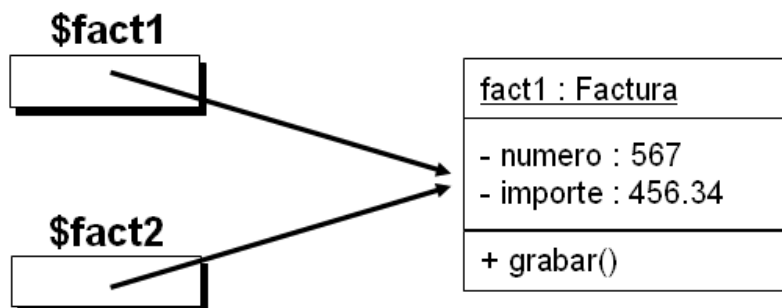 $fact1
fact1 : Factura
- numero : 567
- importe : 456.34
$fact2
+ grabar()